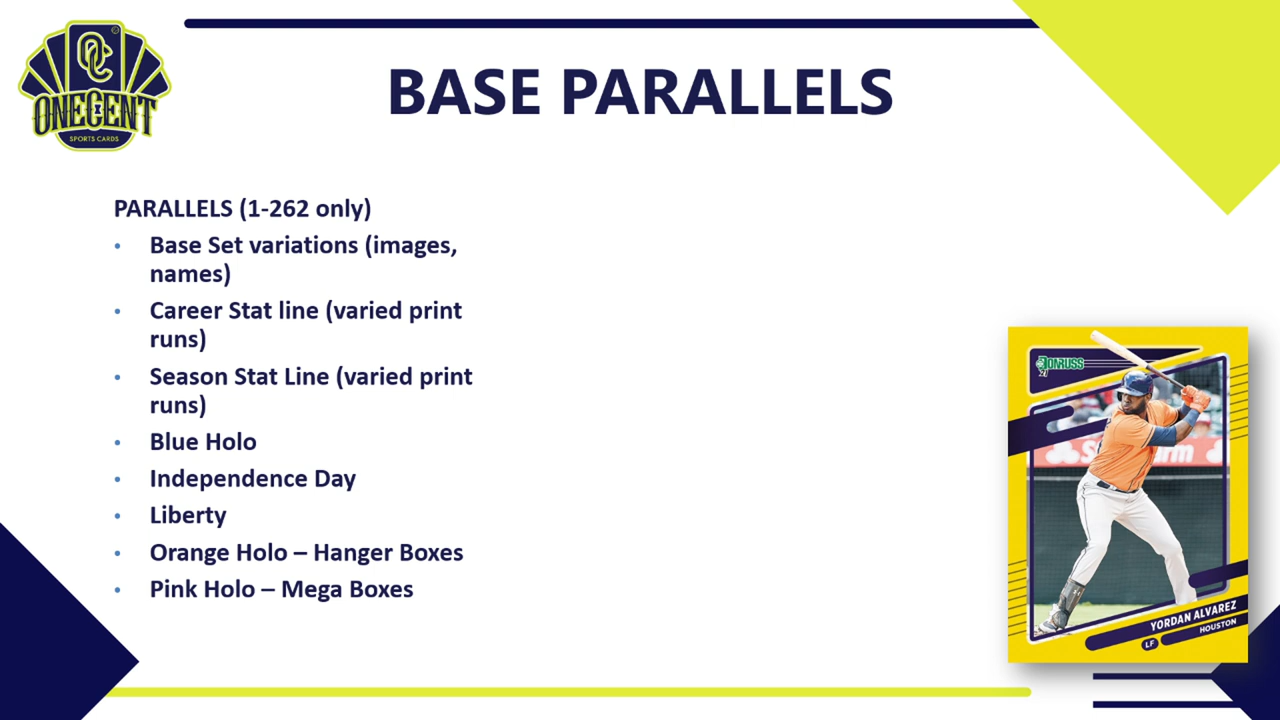 OC
ONECENT
SPORTS CARDS
BASE PARALLELS
PARALLELS (1-262 only)
• Base Set variations (images,
names)
• Career Stat line (varied print
runs)
• Season Stat Line (varied print
runs)
• Blue Holo
• Independence Day
• Liberty
• Orange Holo – Hanger Boxes
• Pink Holo – Mega Boxes
DONRUSS
21
YORDAN ALVAREZ
LF HOUSTON